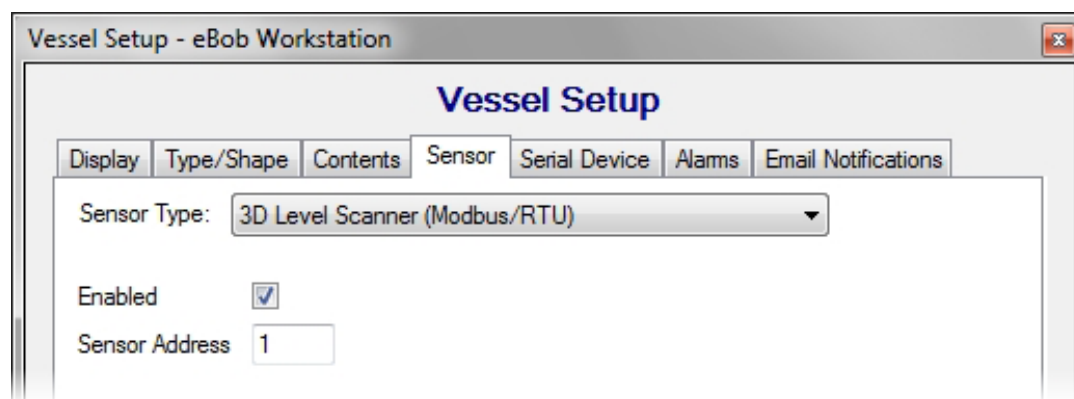 Vessel Setup - eBob Workstation
Vessel Setup
Display Type/Shape Contents Sensor Serial Device Alarms Email Notifications
Sensor Type: 3D Level Scanner (Modbus/RTU)
Enabled
Sensor Address 1